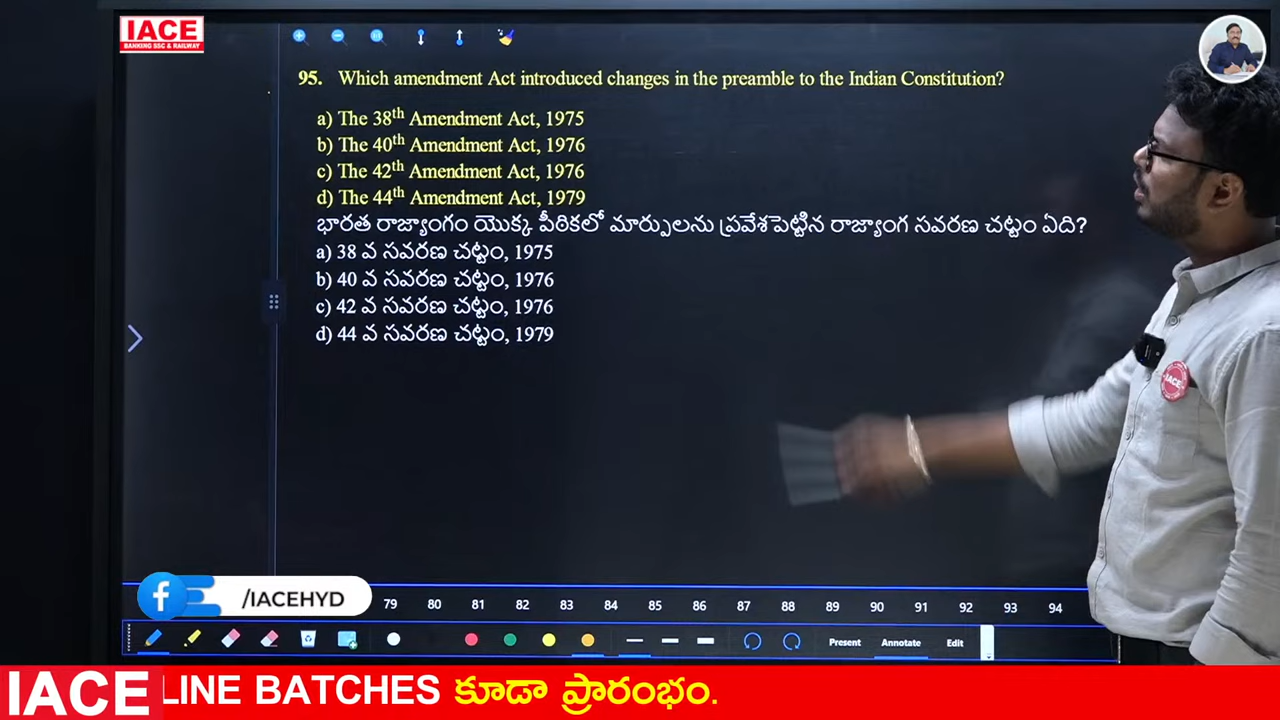 IACE
BANKING SSC & RAILWAY
95. Which amendment Act introduced changes in the preamble to the Indian Constitution?
a) The 38th Amendment Act, 1975
b) The 40th Amendment Act, 1976
c) The 42th Amendment Act, 1976
d) The 44th Amendment Act, 1979
భారత రాజ్యాంగం యొక్క పీఠికలో మార్పులను ప్రవేశపెట్టిన రాజ్యాంగ సవరణ చట్టం ఏది?
a) 38 వ సవరణ చట్టం, 1975
b) 40 వ సవరణ చట్టం, 1976
c) 42 వ సవరణ చట్టం, 1976
d) 44 వ సవరణ చట్టం, 1979
IACE
/IACEHYD 79 80 81 82 83 84 85 86 87 88 89 90 91 92 93 94
Present Annotate Edit
IACE LINE BATCHES కూడా ప్రారంభం.